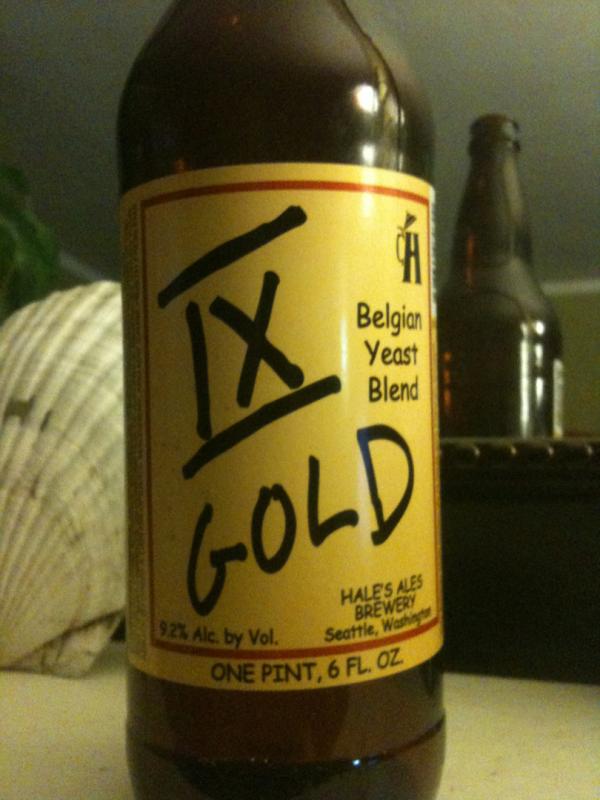 IX
GOLD
H
Belgian
Yeast
Blend
HALE'S ALES
BREWERY
Seattle, Washington
9.2% Alc. by Vol.
ONE PINT, 6 FL. OZ.